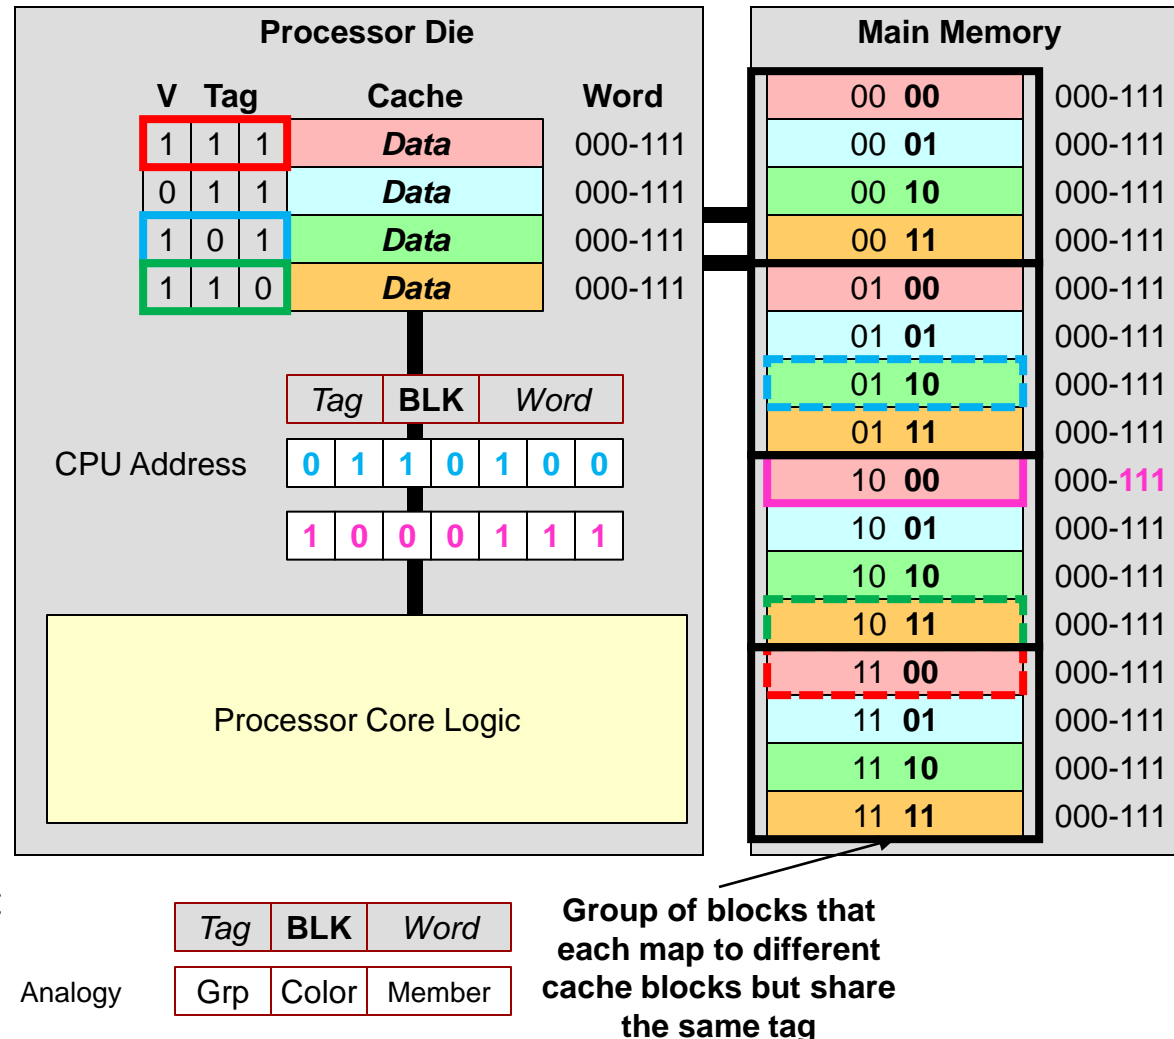 Processor Die
V Tag Cache Word
1 1 1 Data 000-111
0 1 1 Data 000-111
1 0 1 Data 000-111
1 1 0 Data 000-111
Tag BLK Word
CPU Address 0 1 1 0 1 0 0
1 0 0 0 1 1 1
Processor Core Logic
Main Memory
00 00 000-111
00 01 000-111
00 10 000-111
00 11 000-111
01 00 000-111
01 01 000-111
01 10 000-111
01 11 000-111
10 00 000-111
10 01 000-111
10 10 000-111
10 11 000-111
11 00 000-111
11 01 000-111
11 10 000-111
11 11 000-111
Tag BLK Word
Analogy Grp Color Member
Group of blocks that
each map to different
cache blocks but share
the same tag